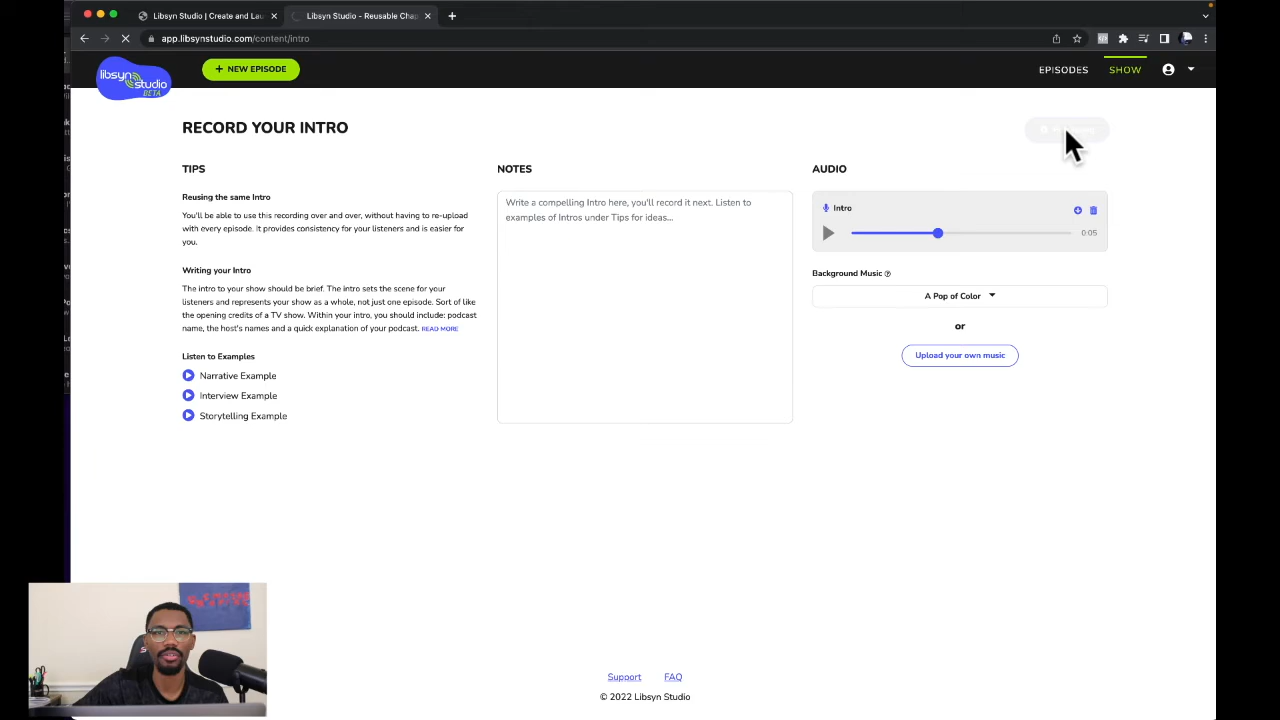 Libsyn Studio | Create and Lau
Libsyn Studio - Reusable Chap
app.libsynstudio.com/content/intro
libsyn studio
BETA
+ NEW EPISODE
EPISODES
SHOW
RECORD YOUR INTRO
TIPS
Reusing the same Intro
You'll be able to use this recording over and over, without having to re-upload
with every episode. It provides consistency for your listeners and is easier for
you.
Writing your Intro
The intro to your show should be brief. The intro sets the scene for your
listeners and represents your show as a whole, not just one episode. Sort of like
the opening credits of a TV show. Within your intro, you should include: podcast
name, the host's names and a quick explanation of your podcast. READ MORE
Listen to Examples
Narrative Example
Interview Example
Storytelling Example
NOTES
Write a compelling Intro here, you'll record it next. Listen to
examples of Intros under Tips for ideas...
AUDIO
Intro
0:05
Background Music
A Pop of Color
or
Upload your own music
Support
FAQ
© 2022 Libsyn Studio